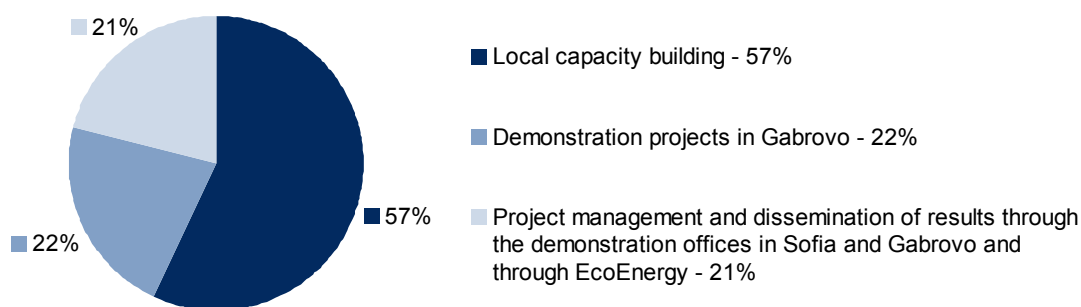 21%
57%
22%
Local capacity building - 57%
Demonstration projects in Gabrovo - 22%
Project management and dissemination of results through
the demonstration offices in Sofia and Gabrovo and
through EcoEnergy - 21%